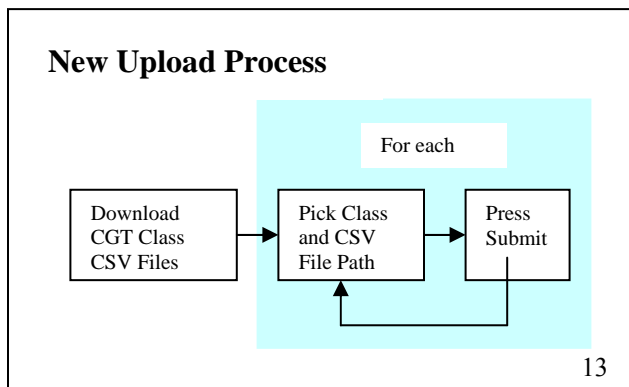 New Upload Process
For each
Download
CGT Class
CSV Files
Pick Class
and CSV
File Path
Press
Submit
13